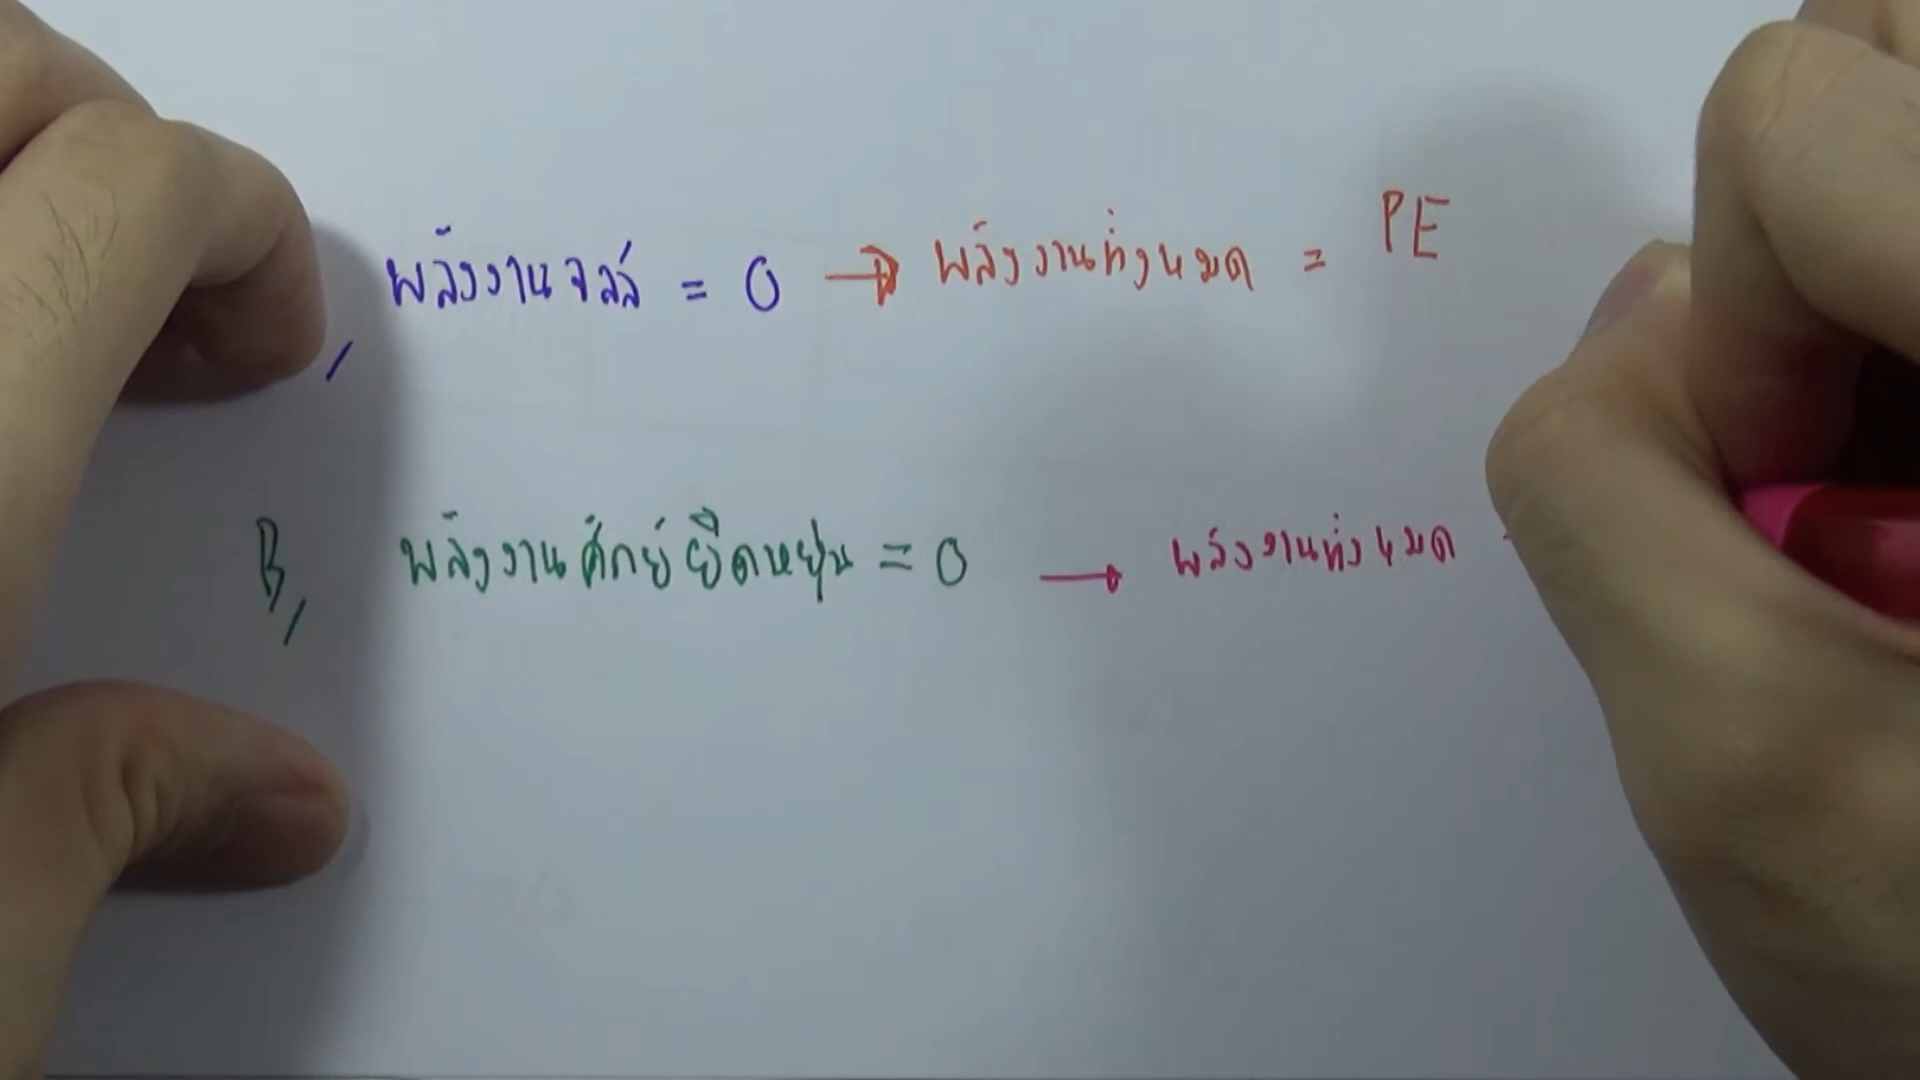 พลังงานจลน์ = 0 → พลังงานทั้งหมด = PE
B, พลังงานศักย์ยืดหยุ่น = 0 → พลังงานทั้งหมด